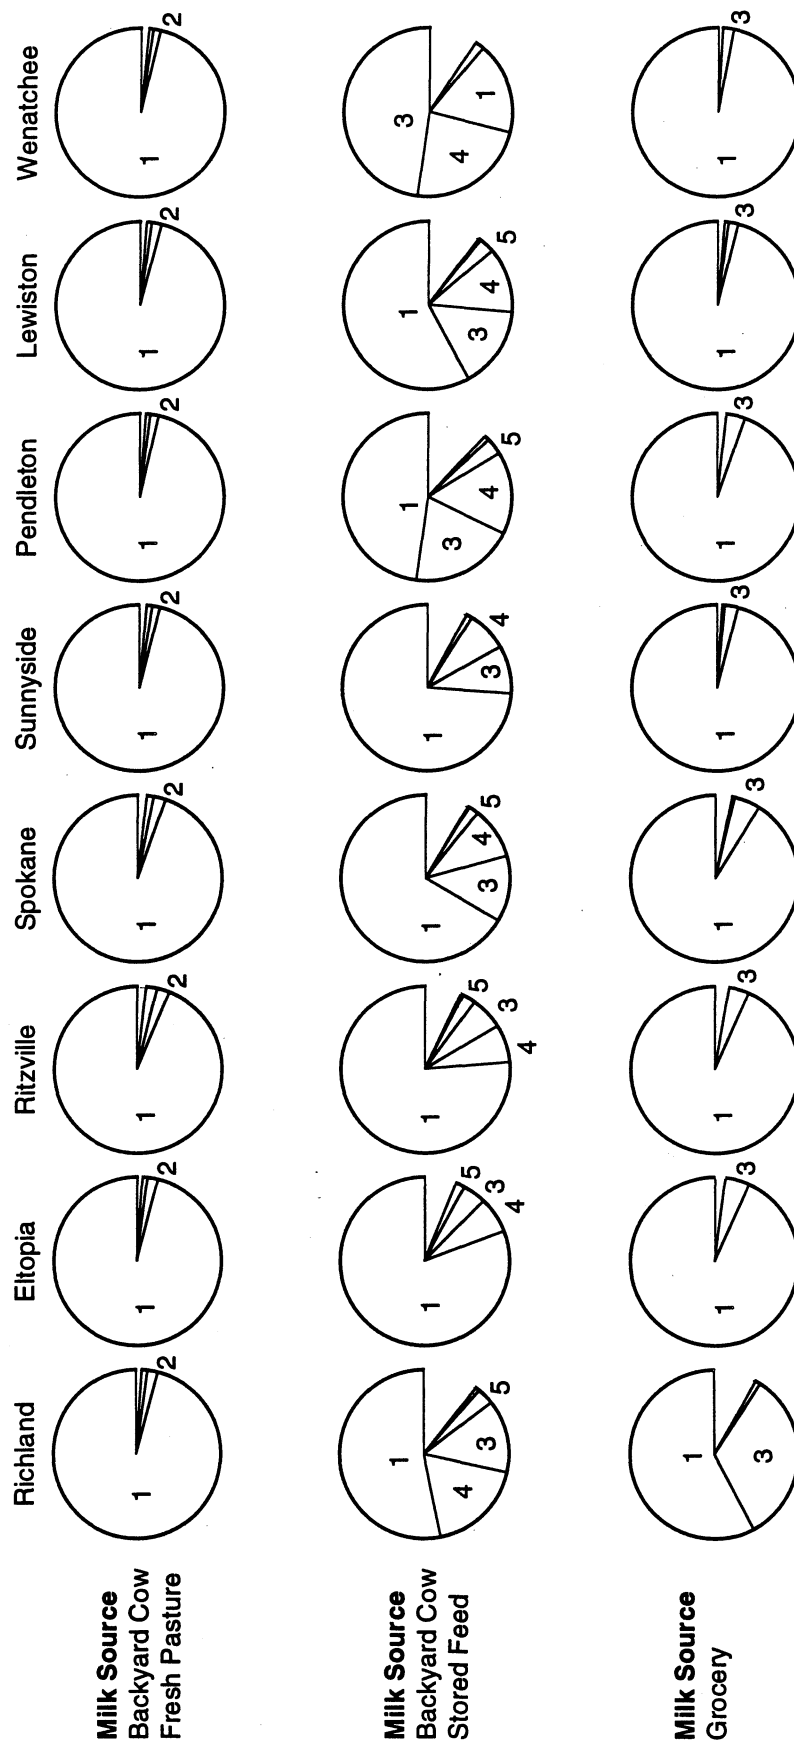 Richland Eltopia Ritzville Spokane Sunnyside Pendleton Lewiston Wenatchee
Milk Source
Backyard Cow
Fresh Pasture
1 2 1 2 1 2 1 2 1 2 1 2 1 2 1 2
Milk Source
Backyard Cow
Stored Feed
1 4 3 5 1 4 3 5 1 4 3 5 1 3 4 5 1 3 4 1 3 4 5 1 3 4 5 3 4 1
Milk Source
Grocery
1 3 1 3 1 3 1 3 1 3 1 3 1 3 1 3